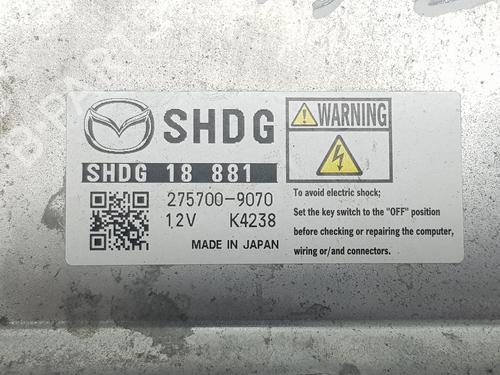 SHDG
SHDG 18 881
275700-9070
12V K4238
MADE IN JAPAN
WARNING
To avoid electric shock;
Set the key switch to the "OFF" position
before checking or repairing the computer,
wiring or/and connectors.